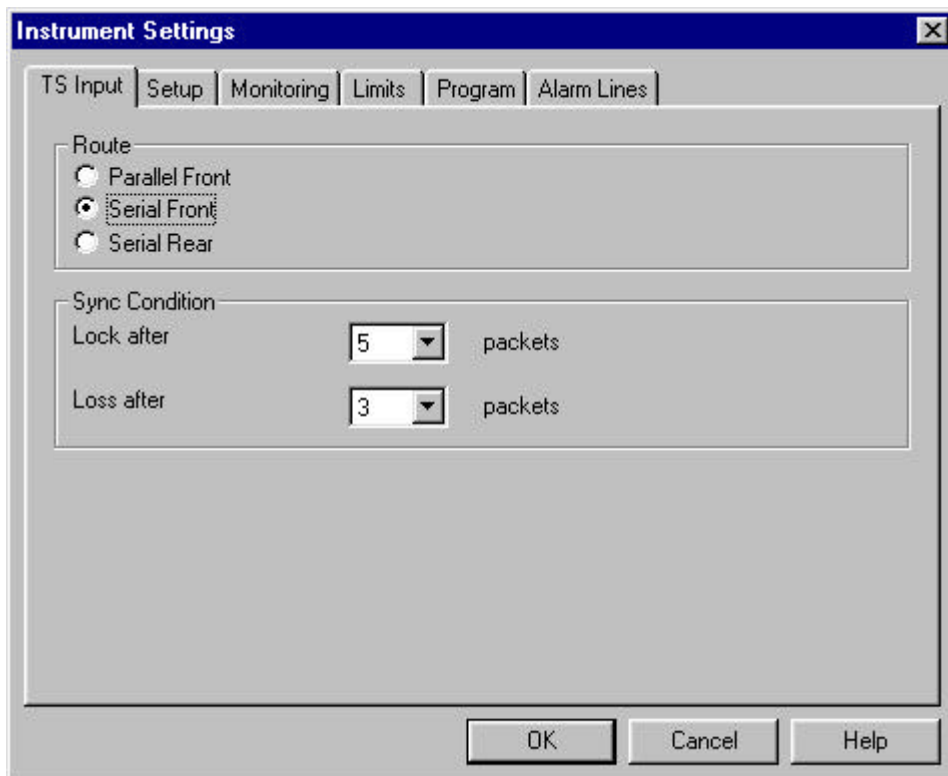 Instrument Settings
TS Input Setup Monitoring Limits Program Alarm Lines
Route
Parallel Front
Serial Front
Serial Rear
Sync Condition
Lock after 5 packets
Loss after 3 packets
OK Cancel Help